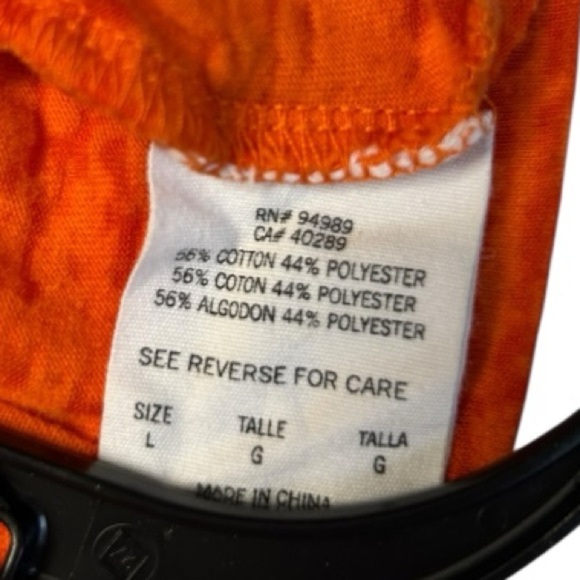 RN# 94989
CA# 40289
56% COTTON 44% POLYESTER
56% COTON 44% POLYESTER
56% ALGODON 44% POLYESTER
SEE REVERSE FOR CARE
SIZE TALLE TALLA
L G G
MADE IN CHINA